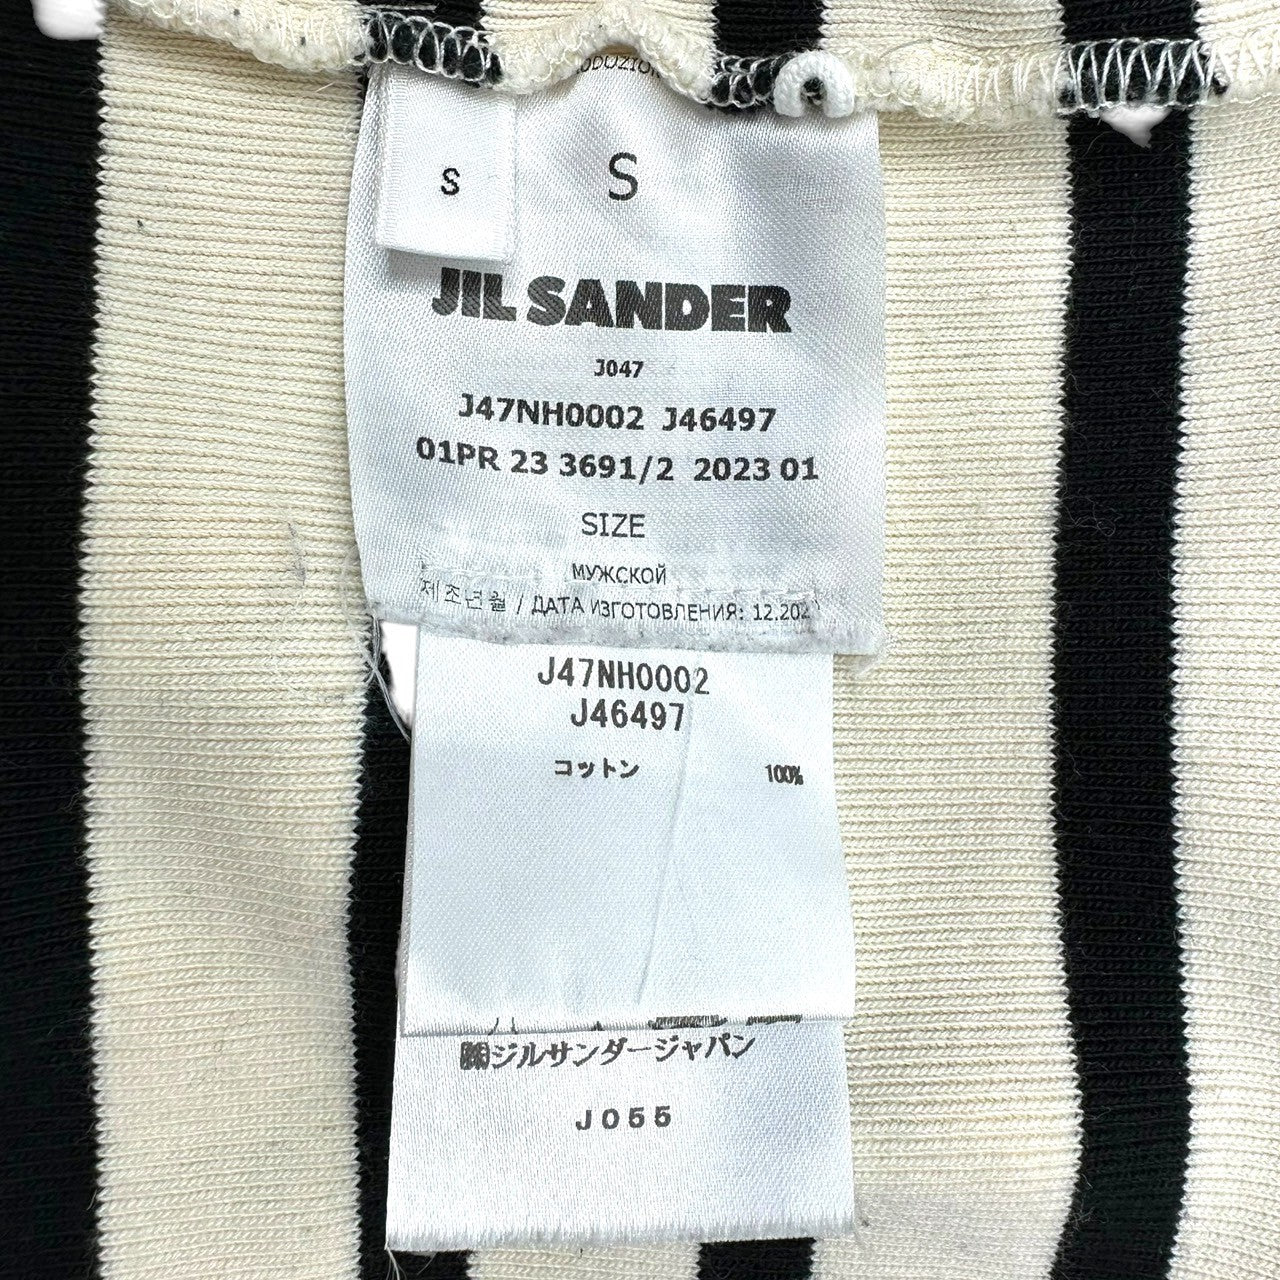 S
S
JIL SANDER
J047
J47NH0002 J46497
01PR 23 3691/2 2023 01
SIZE
МУЖСКОЙ
제조년월 / ДАТА ИЗГОТОВЛЕНИЯ: 12.202
J47NH0002
J46497
コットン 100%
㈱ジルサンダージャパン
J055